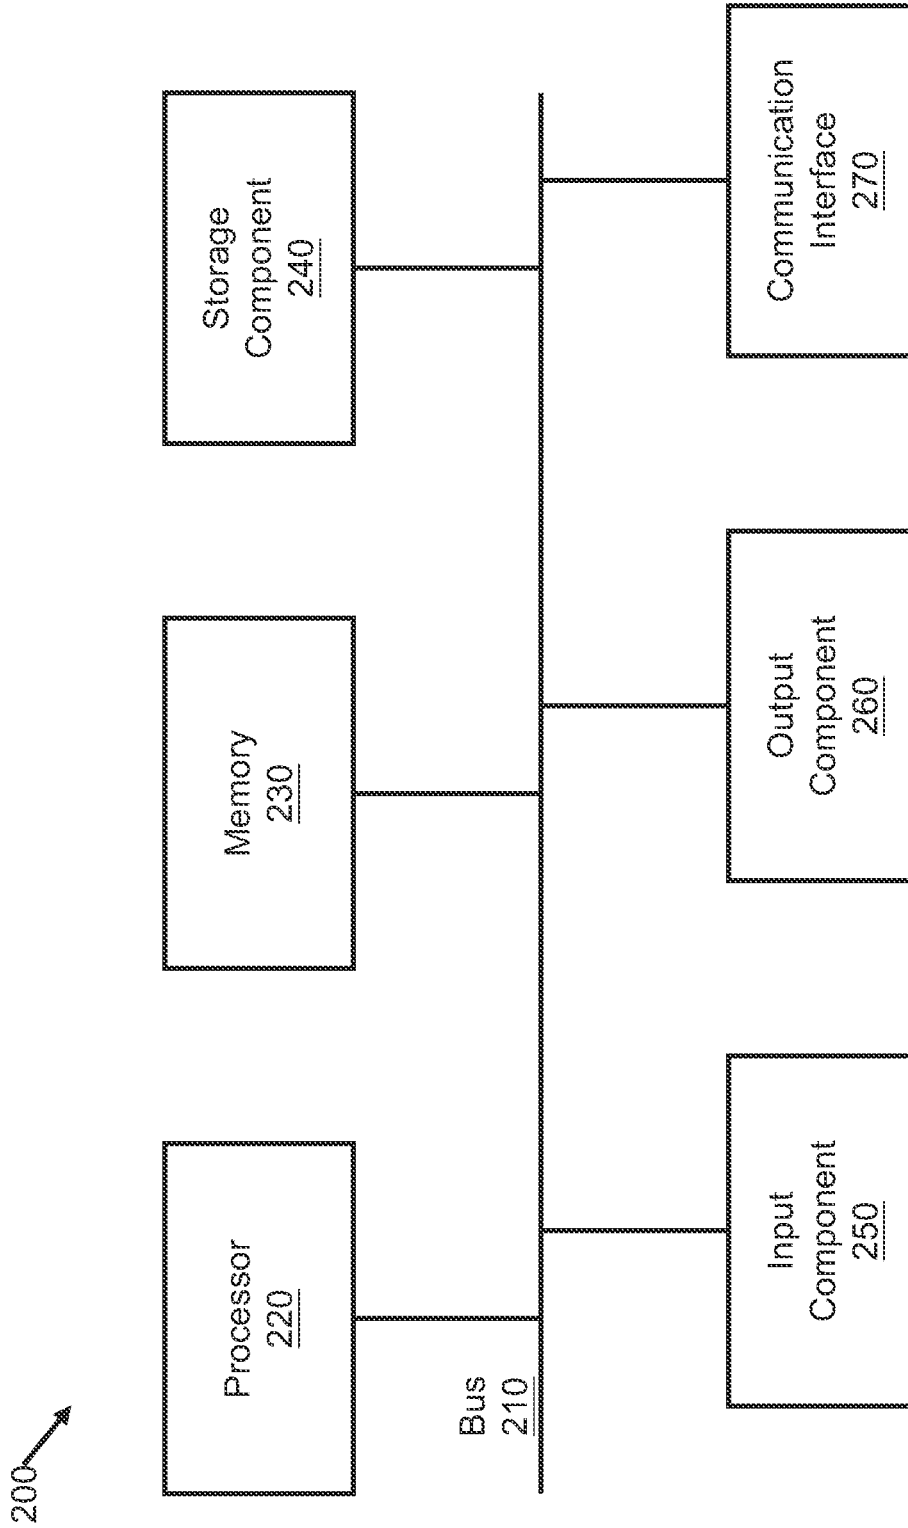 200
Processor
220
Memory
230
Storage
Component
240
Bus
210
Input
Component
250
Output
Component
260
Communication
Interface
270